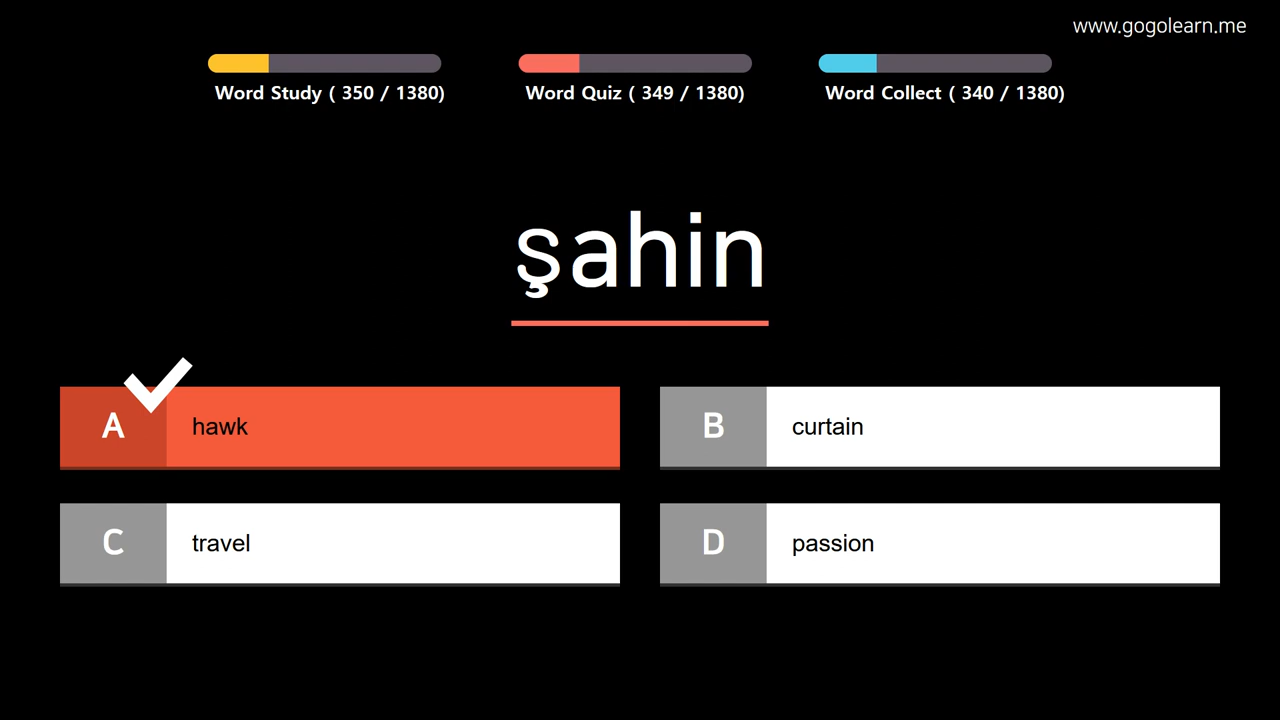 www.gogolearn.me
Word Study ( 350 / 1380)
Word Quiz ( 349 / 1380)
Word Collect ( 340 / 1380)
şahin
A hawk
B curtain
C travel
D passion